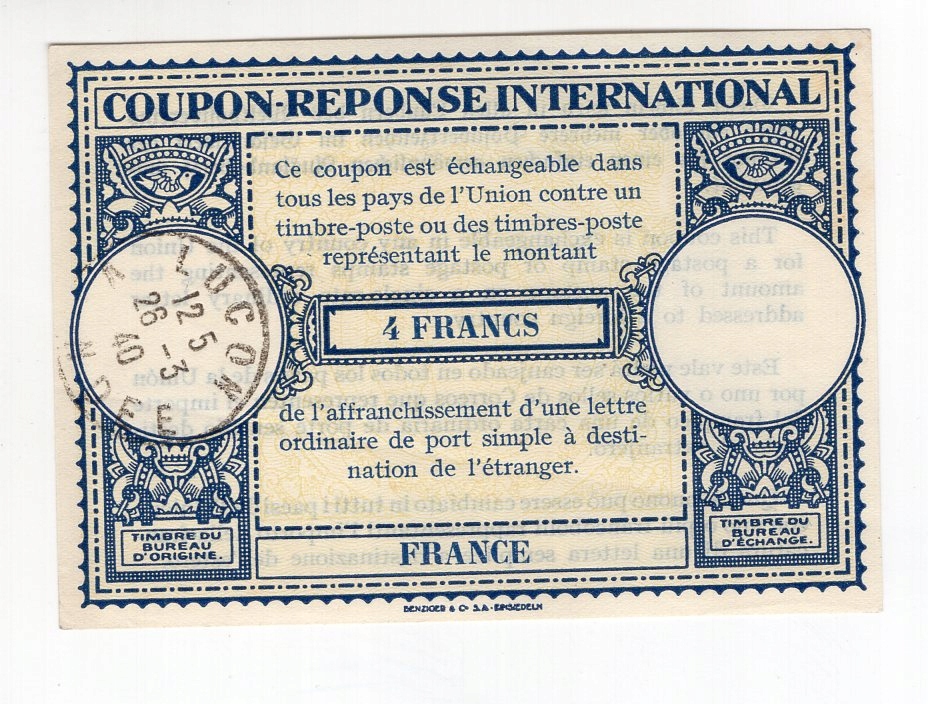 COUPON-REPONSE INTERNATIONAL
Ce coupon est échangeable dans
tous les pays de l'Union contre un
timbre-poste ou des timbres-poste
représentant le montant
4 FRANCS
de l'affranchissement d'une lettre
ordinaire de port simple à desti-
nation de l'étranger.
LUCON
12 5
26 -3
40
VENDEE
TIMBRE DU
BUREAU
D'ORIGINE.
FRANCE
TIMBRE DU
BUREAU
D'ÉCHANGE.
BENZIGER & Co S.A. EINSIEDELN